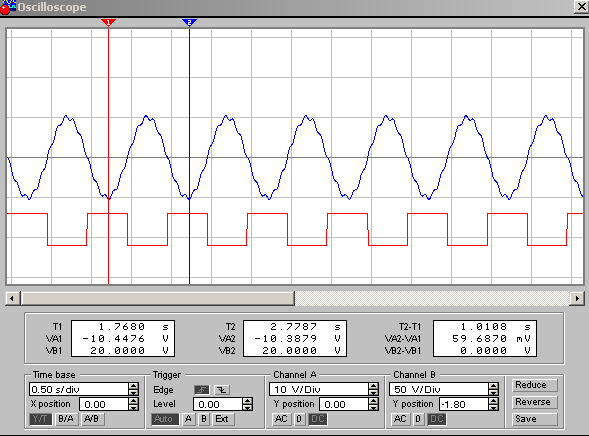 Oscilloscope
1 2
T1 1.7680 s T2 2.7787 s T2-T1 1.0108 s
VA1 -10.4476 V VA2 -10.3879 V VA2-VA1 59.6870 mV
VB1 20.0000 V VB2 20.0000 V VB2-VB1 0.0000 V
Time base Trigger Channel A Channel B
0.50 s/div Edge 10 V/Div 50 V/Div Reduce
X position 0.00 Level 0.00 Y position 0.00 Y position -1.80 Reverse
Y/T B/A A/B Auto A B Ext AC 0 DC AC 0 DC Save